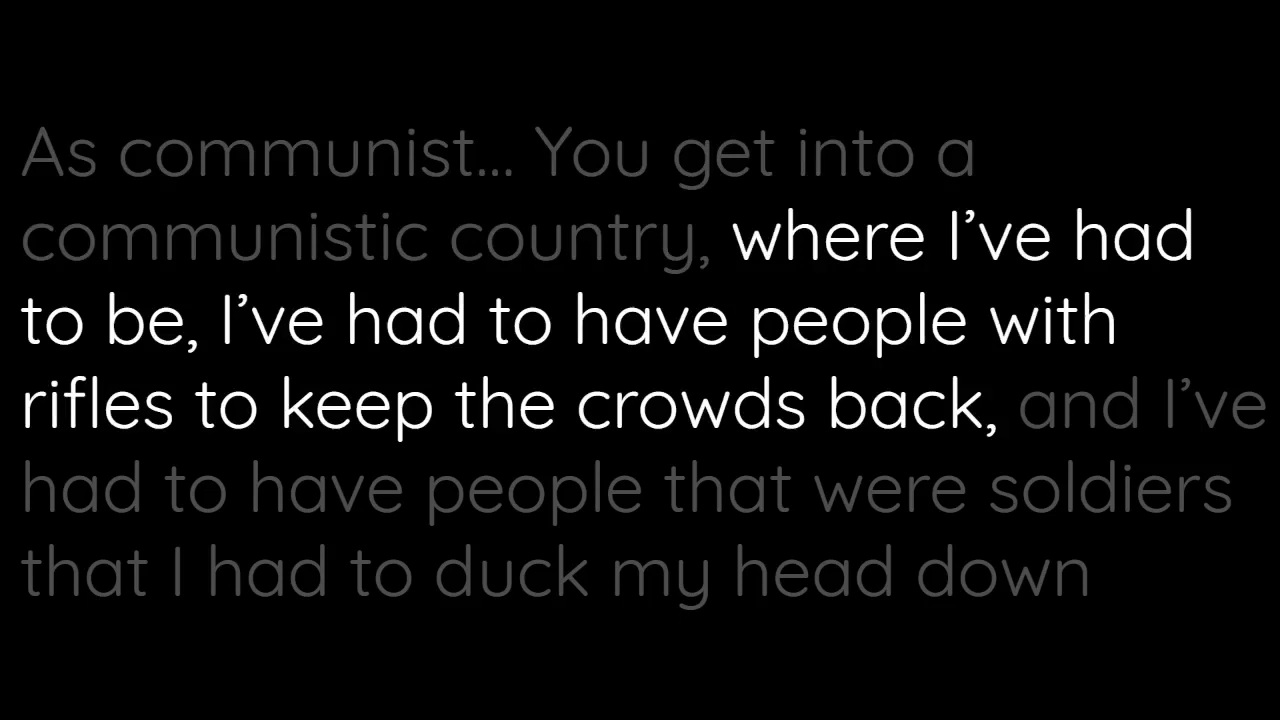 As communist... You get into a
communistic country, where I’ve had
to be, I’ve had to have people with
rifles to keep the crowds back, and I’ve
had to have people that were soldiers
that I had to duck my head down